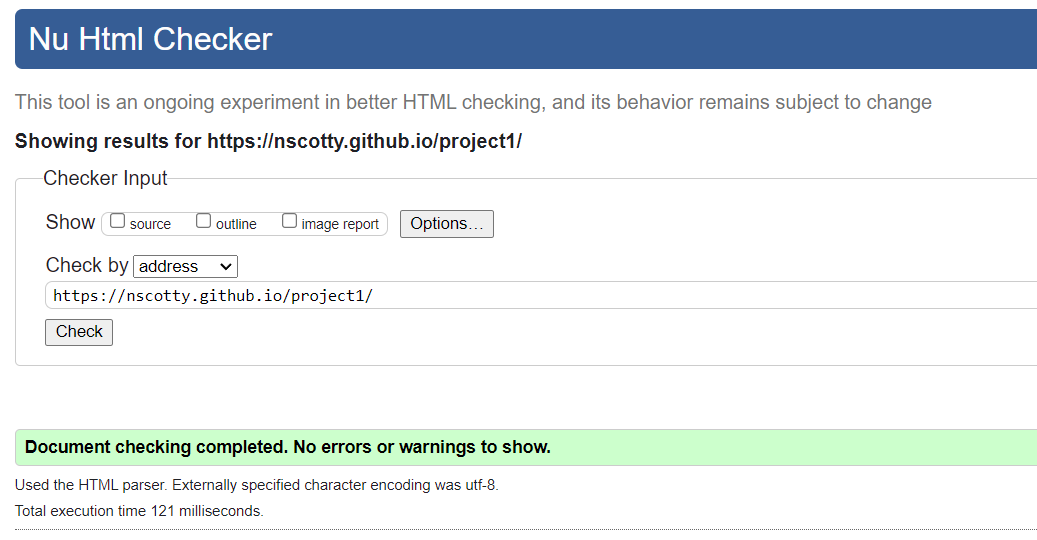 Nu Html Checker
This tool is an ongoing experiment in better HTML checking, and its behavior remains subject to change
Showing results for https://nscotty.github.io/project1/
Checker Input
Show source outline image report Options...
Check by address
https://nscotty.github.io/project1/
Check
Document checking completed. No errors or warnings to show.
Used the HTML parser. Externally specified character encoding was utf-8.
Total execution time 121 milliseconds.